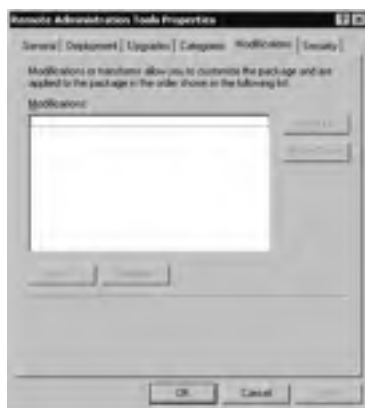 Remote Administration Tools Properties
General Deployment Upgrades Categories Modifications Security
Modifications or transforms allow you to customize the package and are
applied to the package in the order shown in the following list:
Modifications:
OK Cancel